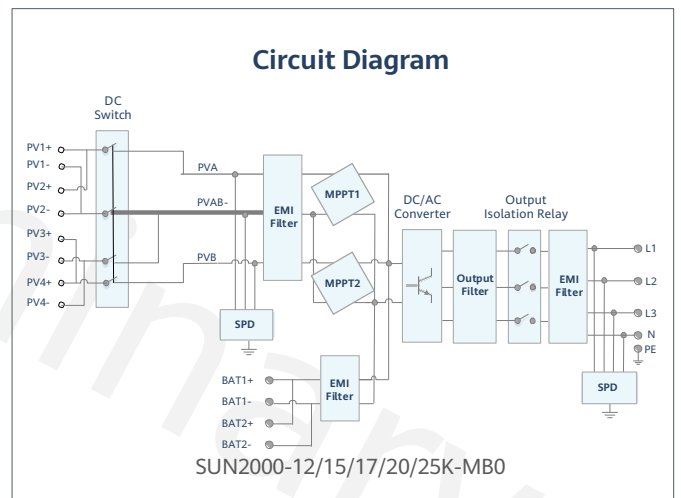 Circuit Diagram
DC
Switch
PV1+
PV1-
PV2+
PV2-
PV3+
PV3-
PV4+
PV4-
PVA
PVAB-
PVB
EMI
Filter
MPPT1
MPPT2
SPD
DC/AC
Converter
Output
Isolation Relay
Output
Filter
EMI
Filter
L1
L2
L3
N
PE
SPD
BAT1+
BAT1-
BAT2+
BAT2-
EMI
Filter
SUN2000-12/15/17/20/25K-MB0